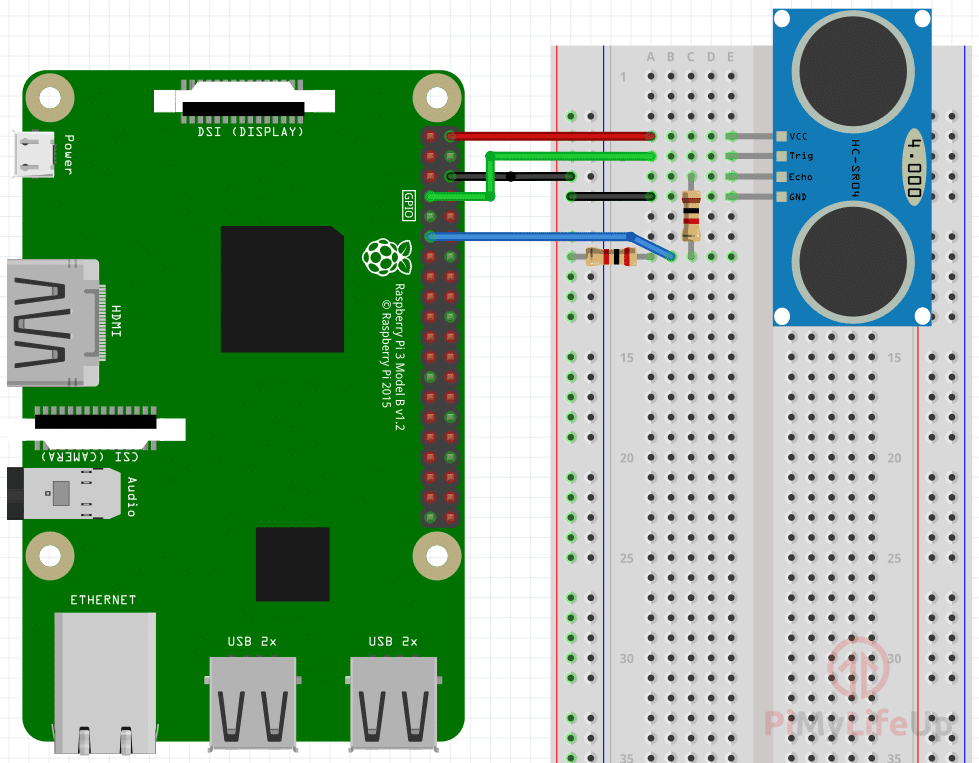 DSI (DISPLAY)
Power
GPIO
HDMI
Raspberry Pi 3 Model B v1.2
© Raspberry Pi 2015
CSI (CAMERA)
Audio
ETHERNET
USB 2x
USB 2x
A B C D E
1
15
15
20
20
25
25
30
30
35
35
VCC
Trig
Echo
GND
HC-SR04
4.000
PiMyLifeUp